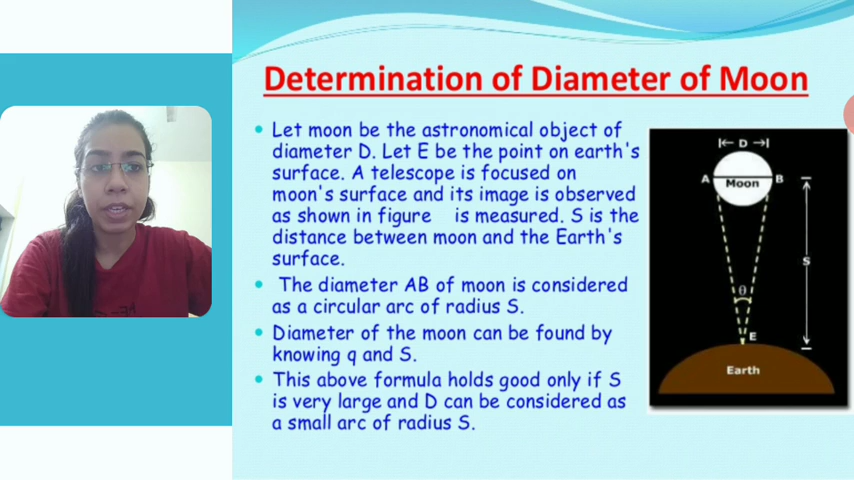 Determination of Diameter of Moon
• Let moon be the astronomical object of
diameter D. Let E be the point on earth's
surface. A telescope is focused on
moon's surface and its image is observed
as shown in figure is measured. S is the
distance between moon and the Earth's
surface.
• The diameter AB of moon is considered
as a circular arc of radius S.
• Diameter of the moon can be found by
knowing q and S.
• This above formula holds good only if S
is very large and D can be considered as
a small arc of radius S.
D
A Moon B
S
θ
E
Earth